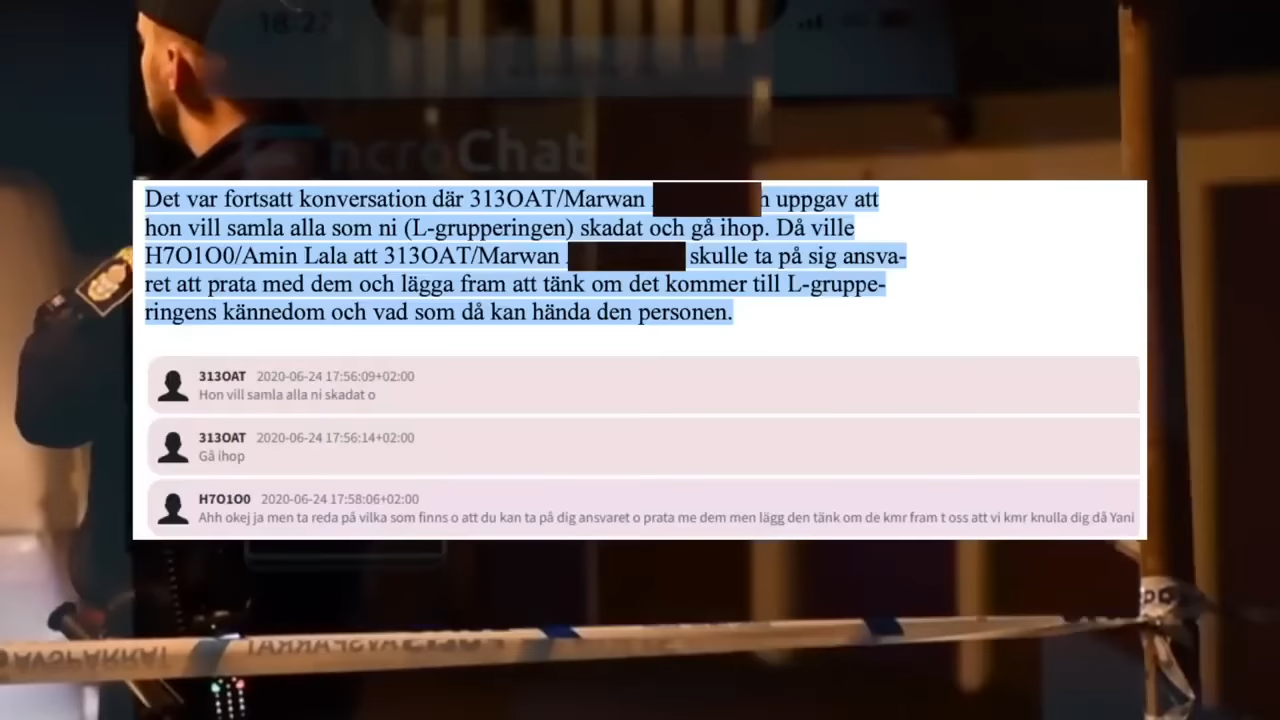 18:27
EncroChat
Det var fortsatt konversation där 313OAT/Marwan uppgav att
hon vill samla alla som ni (L-grupperingen) skadat och gå ihop. Då ville
H7O1O0/Amin Lala att 313OAT/Marwan skulle ta på sig ansva-
ret att prata med dem och lägga fram att tänk om det kommer till L-gruppe-
ringens kännedom och vad som då kan hända den personen.
313OAT 2020-06-24 17:56:09+02:00
Hon vill samla alla ni skadat o
313OAT 2020-06-24 17:56:14+02:00
Gå ihop
H7O1O0 2020-06-24 17:58:06+02:00
Ahh okej ja men ta reda på vilka som finns o att du kan ta på dig ansvaret o prata me dem men lägg den tänk om de kmr fram t oss att vi kmr knulla dig då Yani
AVSPÄRRAT